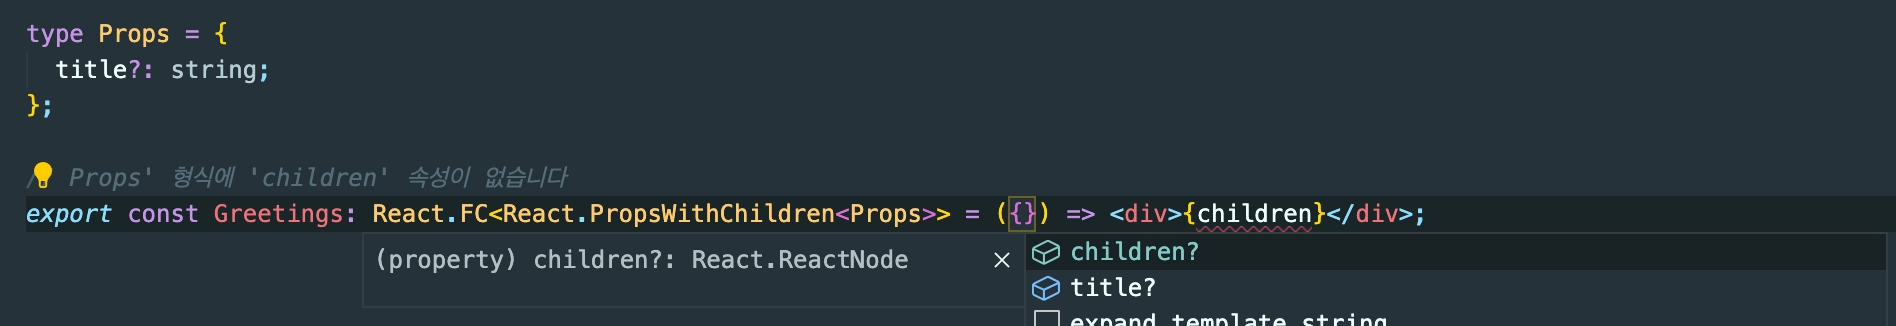 type Props = {
  title?: string;
};
/ Props' 형식에 'children' 속성이 없습니다
export const Greetings: React.FC<React.PropsWithChildren<Props>> = ({}) => <div>{children}</div>;
(property) children?: React.ReactNode ×
children?
title?
expand template string